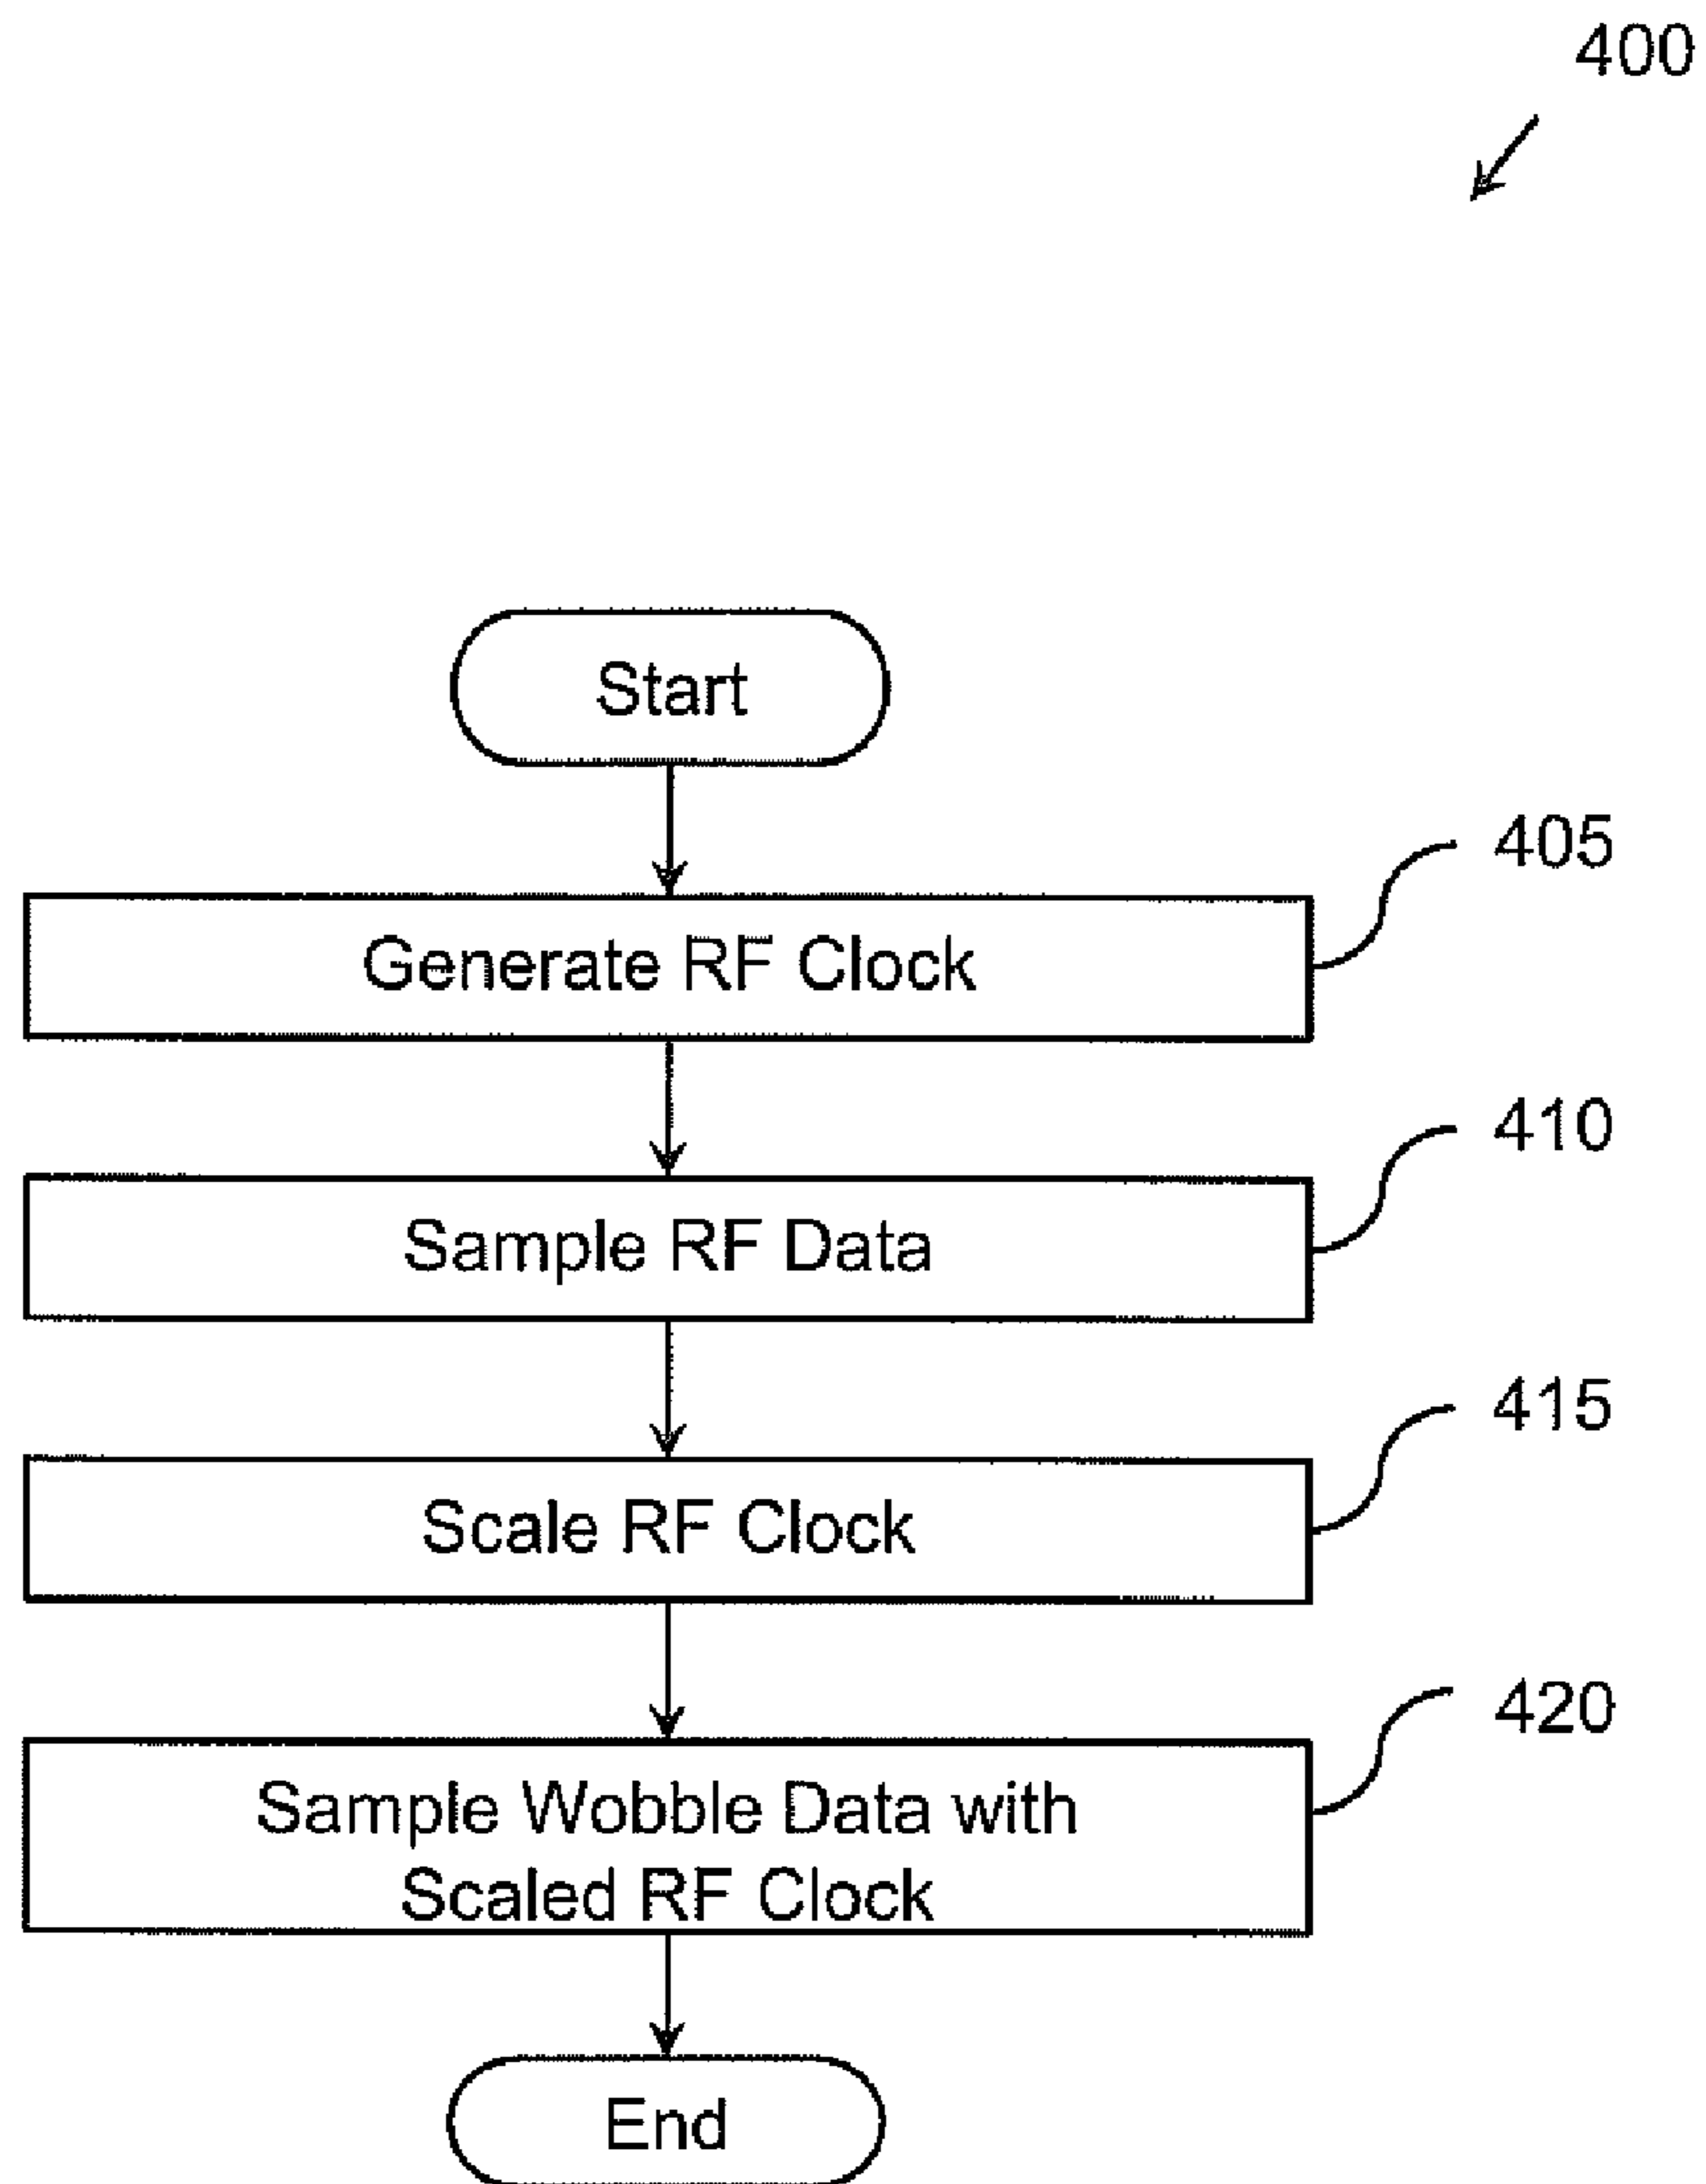 400
Start
Generate RF Clock
405
Sample RF Data
410
Scale RF Clock
415
Sample Wobble Data with
Scaled RF Clock
420
End